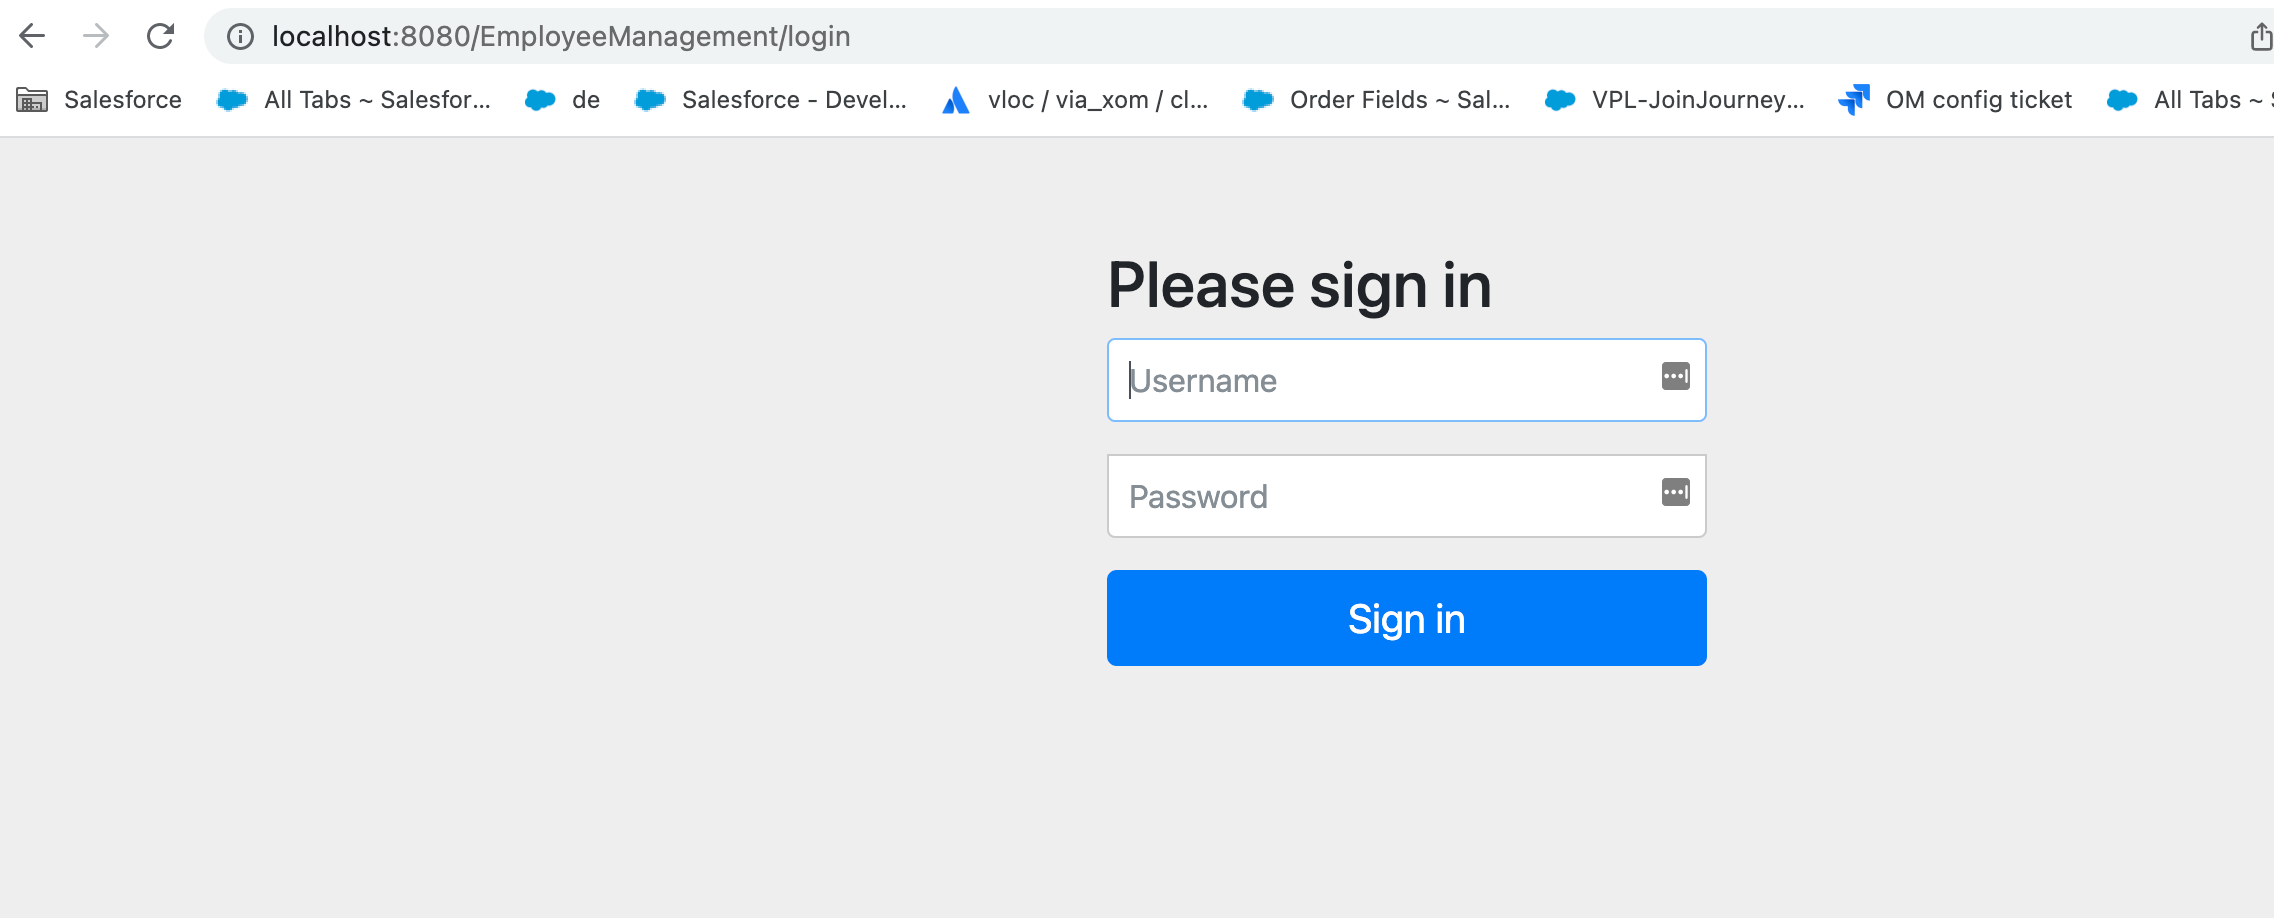 localhost:8080/EmployeeManagement/login
Salesforce All Tabs ~ Salesfor... de Salesforce - Devel... vloc / via_xom / cl... Order Fields ~ Sal... VPL-JoinJourney... OM config ticket All Tabs ~
Please sign in
Username
Password
Sign in